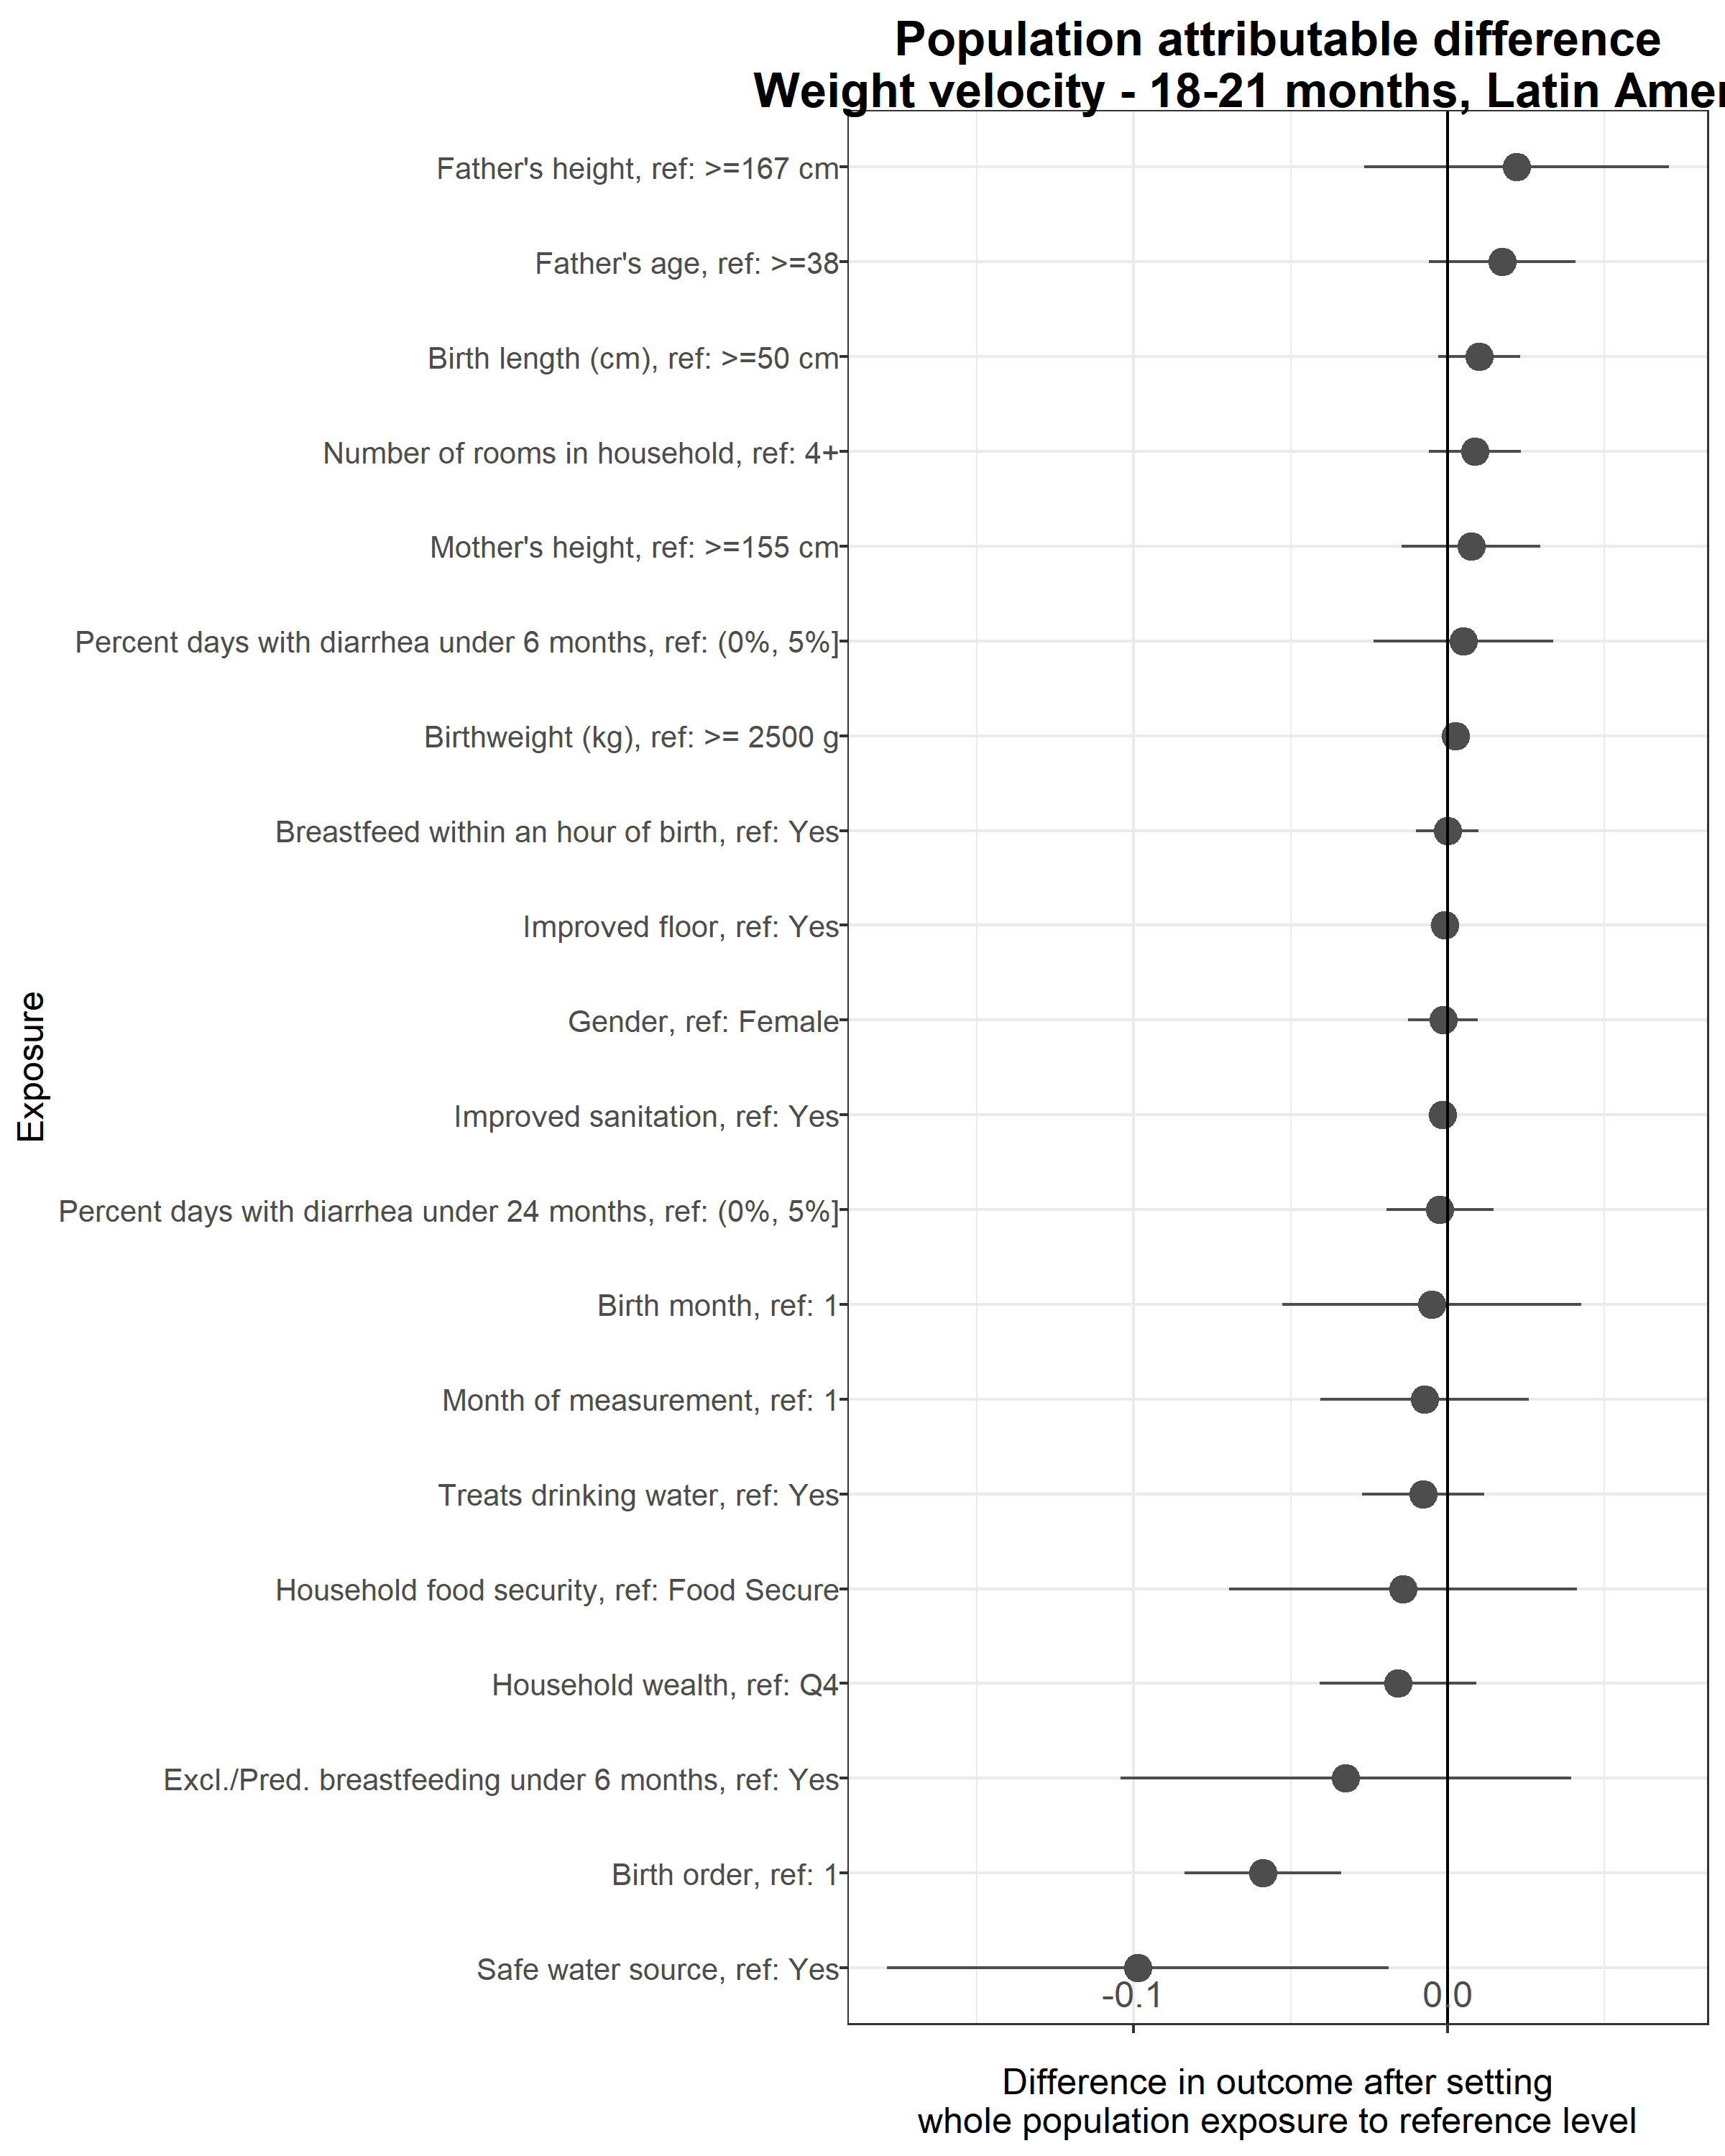 Population attributable difference
Weight velocity - 18-21 months, Latin Amer
Father's height, ref: >=167 cm
Father's age, ref: >=38
Birth length (cm), ref: >=50 cm
Number of rooms in household, ref: 4+
Mother's height, ref: >=155 cm
Percent days with diarrhea under 6 months, ref: (0%, 5%]
Birthweight (kg), ref: >= 2500 g
Breastfeed within an hour of birth, ref: Yes
Improved floor, ref: Yes
Gender, ref: Female
Improved sanitation, ref: Yes
Percent days with diarrhea under 24 months, ref: (0%, 5%]
Birth month, ref: 1
Month of measurement, ref: 1
Treats drinking water, ref: Yes
Household food security, ref: Food Secure
Household wealth, ref: Q4
Excl./Pred. breastfeeding under 6 months, ref: Yes
Birth order, ref: 1
Safe water source, ref: Yes
Exposure
-0.1 0.0
Difference in outcome after setting
whole population exposure to reference level